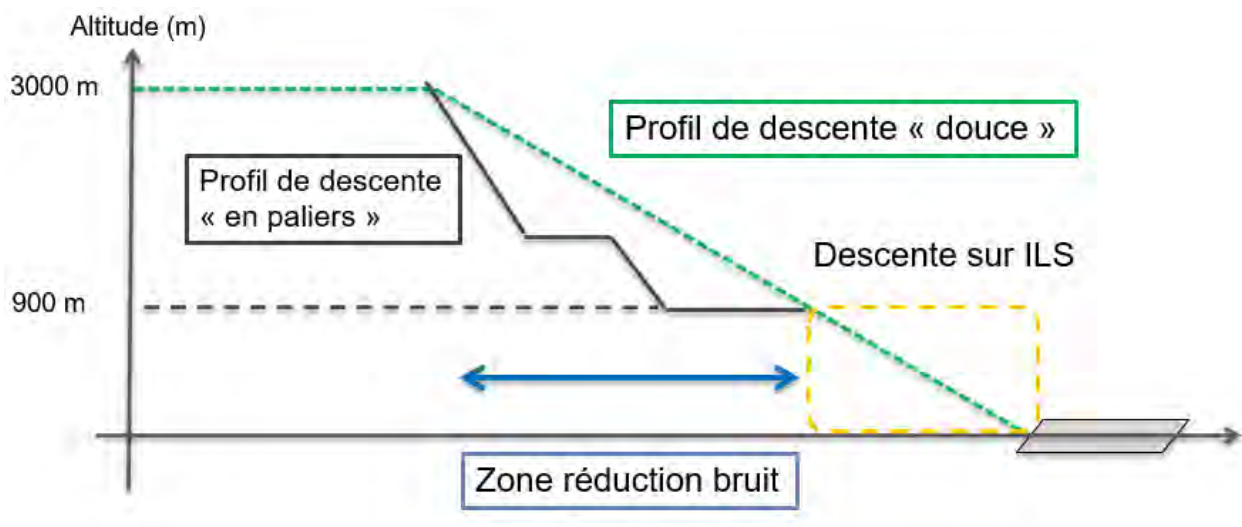 Altitude (m)
3000 m
Profil de descente « douce »
Profil de descente
« en paliers »
Descente sur ILS
900 m
Zone réduction bruit